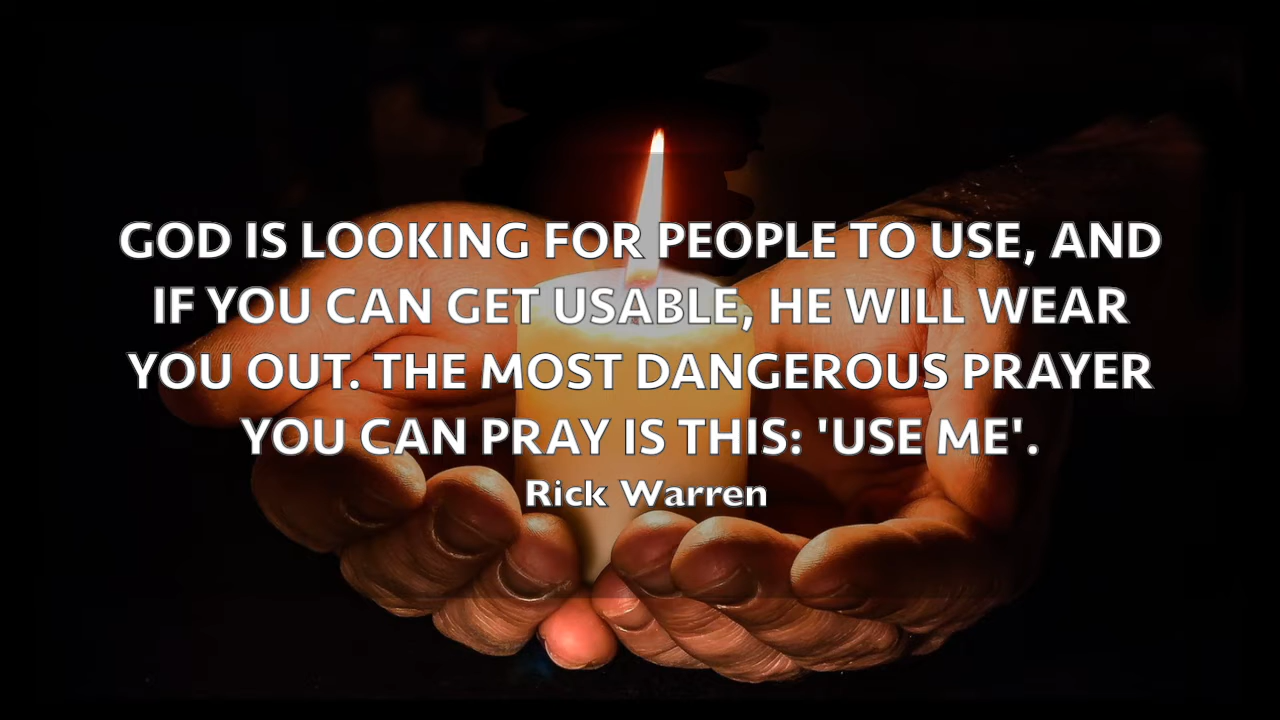 GOD IS LOOKING FOR PEOPLE TO USE, AND
IF YOU CAN GET USABLE, HE WILL WEAR
YOU OUT. THE MOST DANGEROUS PRAYER
YOU CAN PRAY IS THIS: 'USE ME'.
Rick Warren